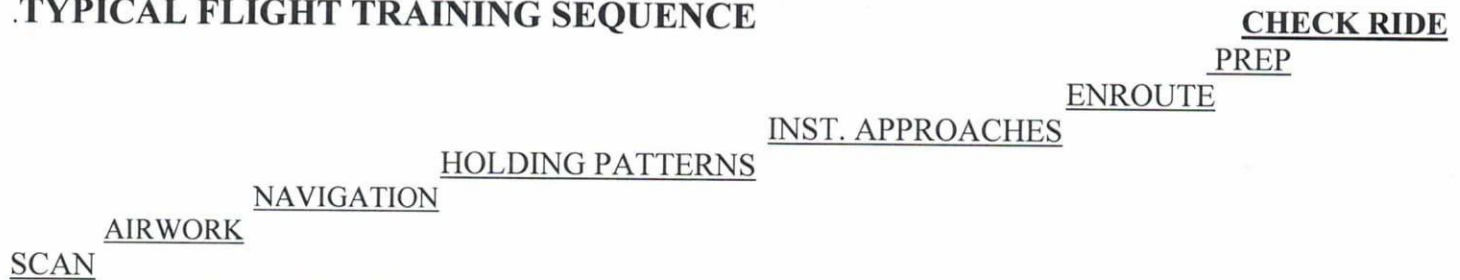 .TYPICAL FLIGHT TRAINING SEQUENCE
CHECK RIDE
PREP
ENROUTE
INST. APPROACHES
HOLDING PATTERNS
NAVIGATION
AIRWORK
SCAN